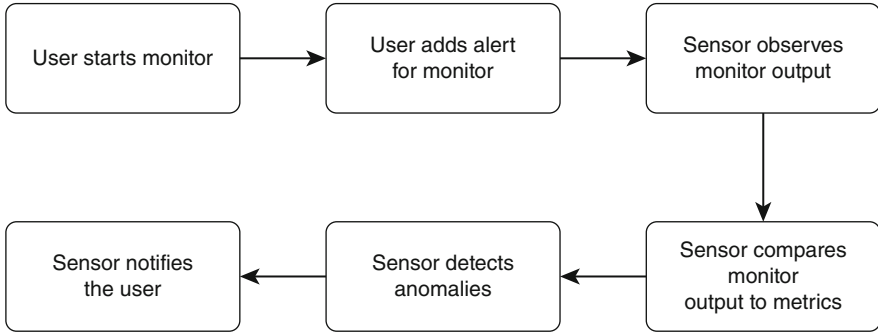 User starts monitor
User adds alert
for monitor
Sensor observes
monitor output
Sensor compares
monitor
output to metrics
Sensor detects
anomalies
Sensor notifies
the user